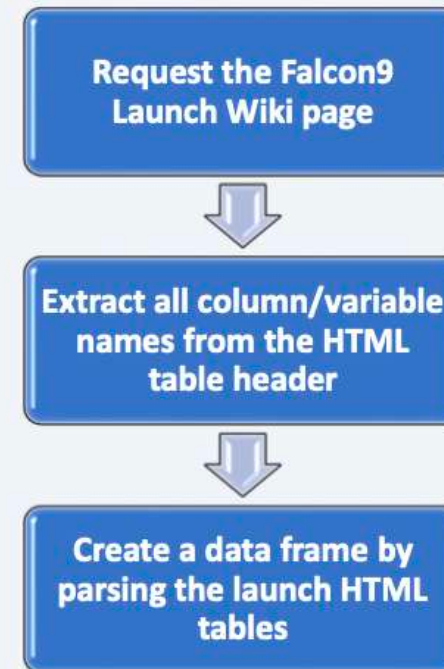 Request the Falcon9
Launch Wiki page
Extract all column/variable
names from the HTML
table header
Create a data frame by
parsing the launch HTML
tables